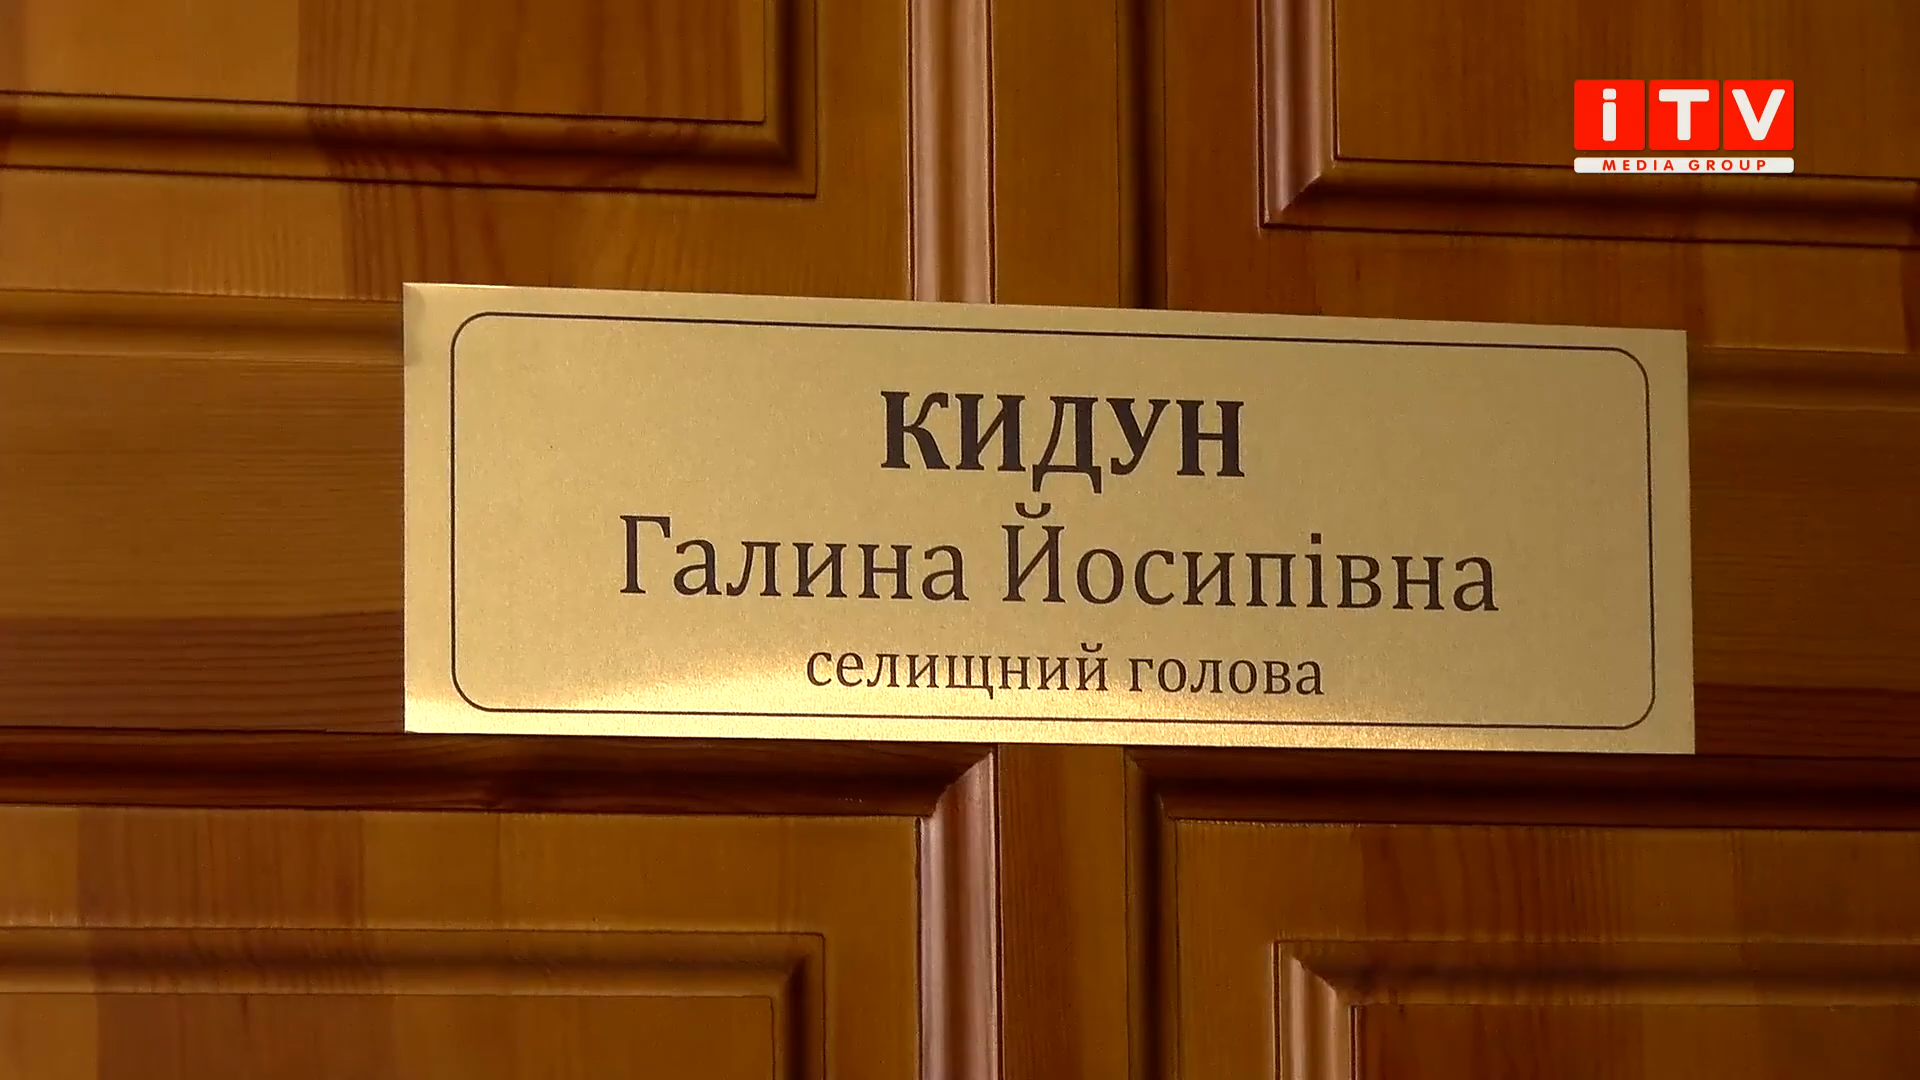 iTV
MEDIA GROUP
КИДУН
Галина Йосипівна
селищний голова